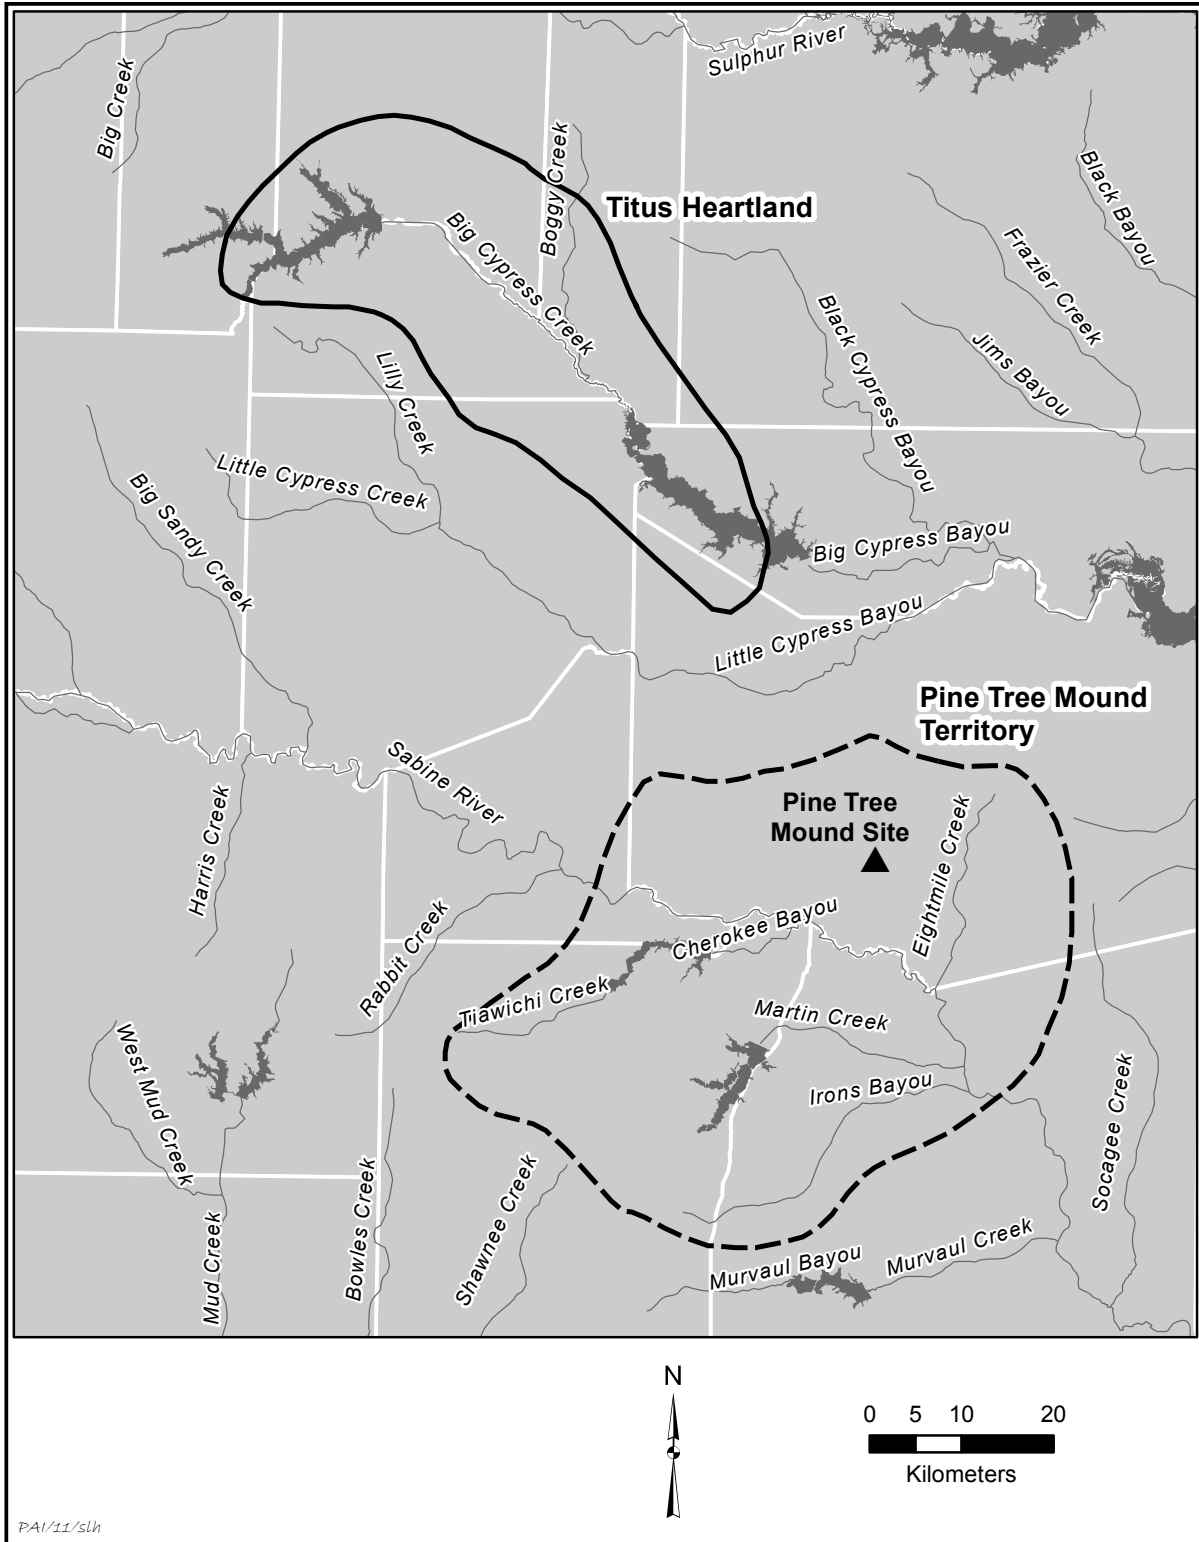 Sulphur River
Big Creek
Boggy Creek
Black Bayou
Titus Heartland
Big Cypress Creek
Frazier Creek
Black Cypress Bayou
Jims Bayou
Lilly Creek
Little Cypress Creek
Big Sandy Creek
Big Cypress Bayou
Little Cypress Bayou
Pine Tree Mound
Territory
Sabine River
Pine Tree
Mound Site
Harris Creek
Eightmile Creek
Rabbit Creek
Cherokee Bayou
Tiawichi Creek
Martin Creek
West Mud Creek
Irons Bayou
Socagee Creek
Bowles Creek
Shawnee Creek
Mud Creek
Murvaul Bayou
Murvaul Creek
N
0 5 10 20
Kilometers
PAI/11/slh